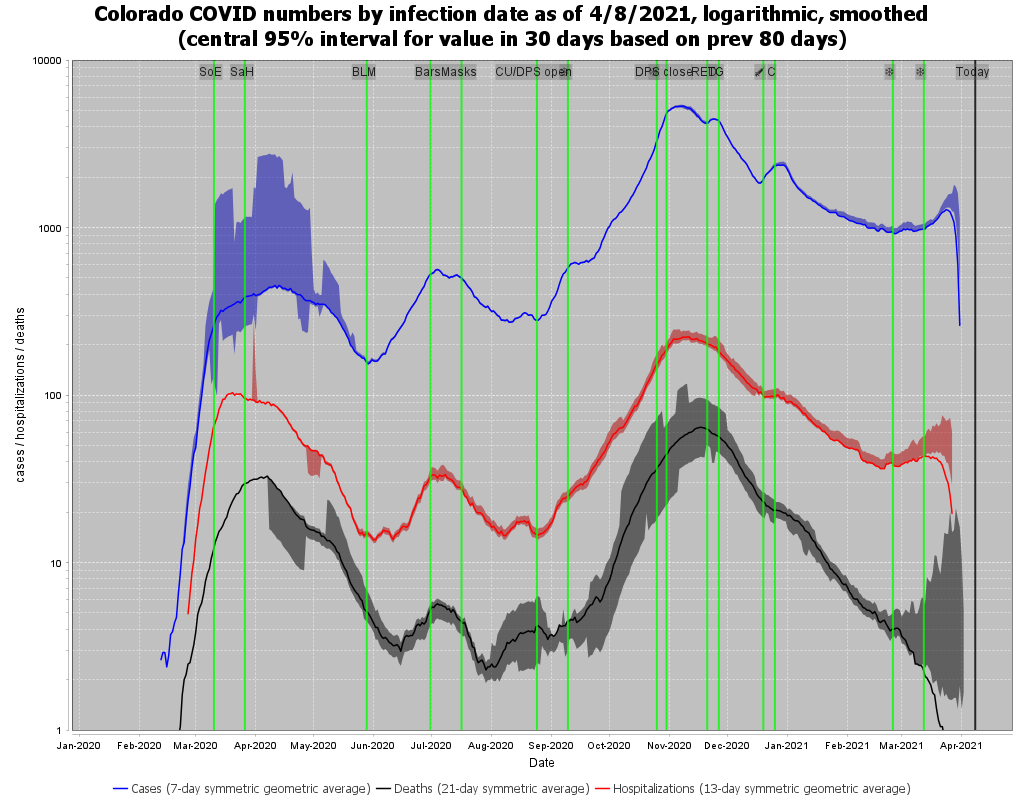 Colorado COVID numbers by infection date as of 4/8/2021, logarithmic, smoothed
(central 95% interval for value in 30 days based on prev 80 days)
SoE SaH BLM Bars Masks CU/DPS open DPS close RETG C Today
10000
1000
100
10
1
cases / hospitalizations / deaths
Jan-2020 Feb-2020 Mar-2020 Apr-2020 May-2020 Jun-2020 Jul-2020 Aug-2020 Sep-2020 Oct-2020 Nov-2020 Dec-2020 Jan-2021 Feb-2021 Mar-2021 Apr-2021
Date
Cases (7-day symmetric geometric average) Deaths (21-day symmetric average) Hospitalizations (13-day symmetric geometric average)